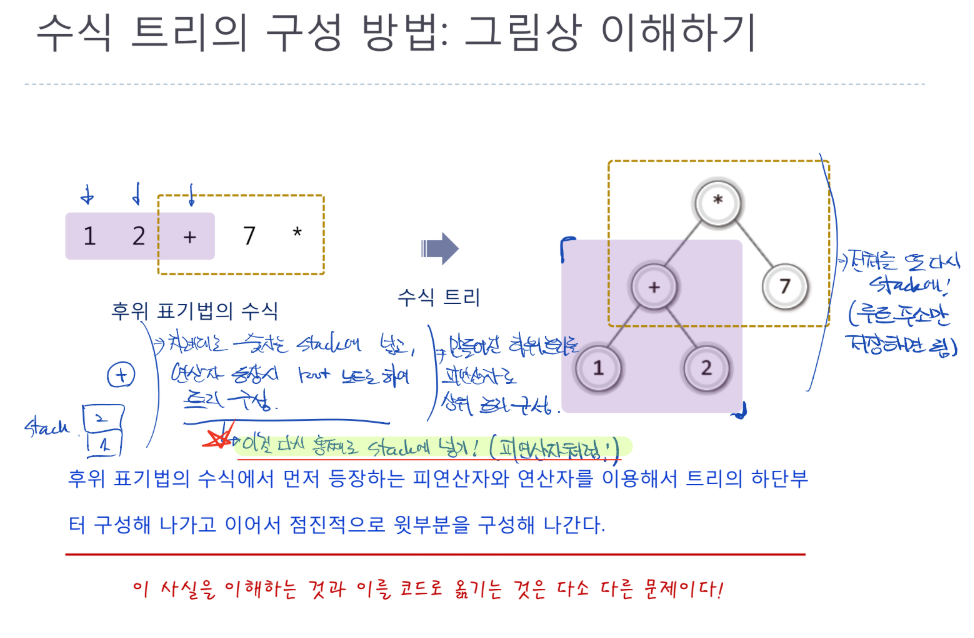 수식 트리의 구성 방법: 그림상 이해하기
1 2 + 7 *
후위 표기법의 수식
수식 트리
*
+
7
1
2
→ 차례대로 숫자는 stack에 넣고,
연산자 등장시 root 노드로 하여
트리 구성.
→ 만들어진 하위트리를
피연산자로
상위 트리 구성.
→ 전체를 또 다시
stack에!
(루트 주소만
저장하면 됨)
+
stack
2
1
→ 이걸 다시 통째로 stack에 넣기! (피연산자처럼!)
후위 표기법의 수식에서 먼저 등장하는 피연산자와 연산자를 이용해서 트리의 하단부
터 구성해 나가고 이어서 점진적으로 윗부분을 구성해 나간다.
이 사실을 이해하는 것과 이를 코드로 옮기는 것은 다소 다른 문제이다!